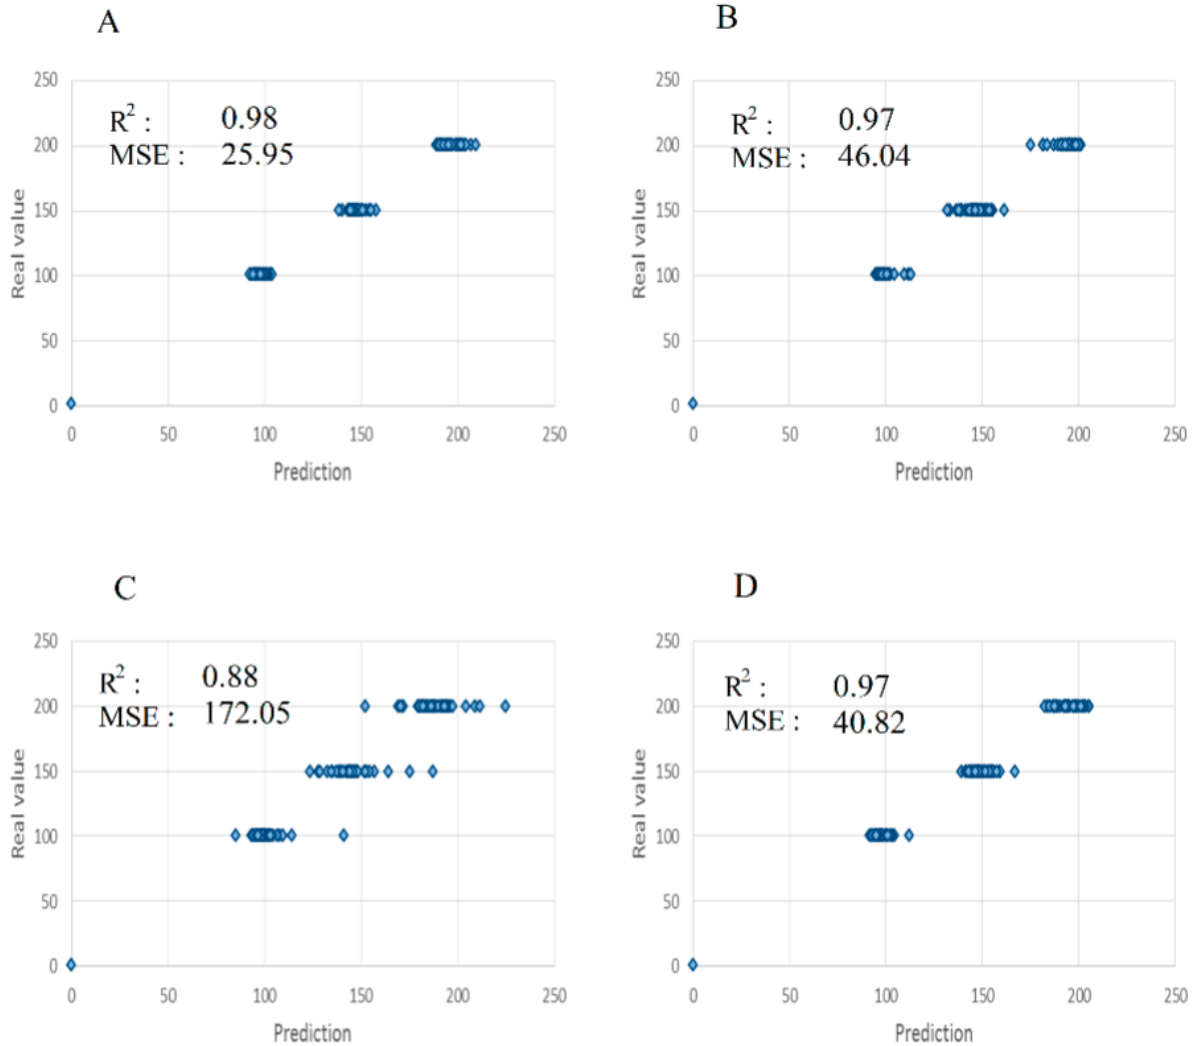 A
R² : 0.98
MSE : 25.95
250
200
150
100
50
0
Real value
0 50 100 150 200 250
Prediction
B
R² : 0.97
MSE : 46.04
250
200
150
100
50
0
Real value
0 50 100 150 200 250
Prediction
C
R² : 0.88
MSE : 172.05
250
200
150
100
50
0
Real value
0 50 100 150 200 250
Prediction
D
R² : 0.97
MSE : 40.82
250
200
150
100
50
0
Real value
0 50 100 150 200 250
Prediction